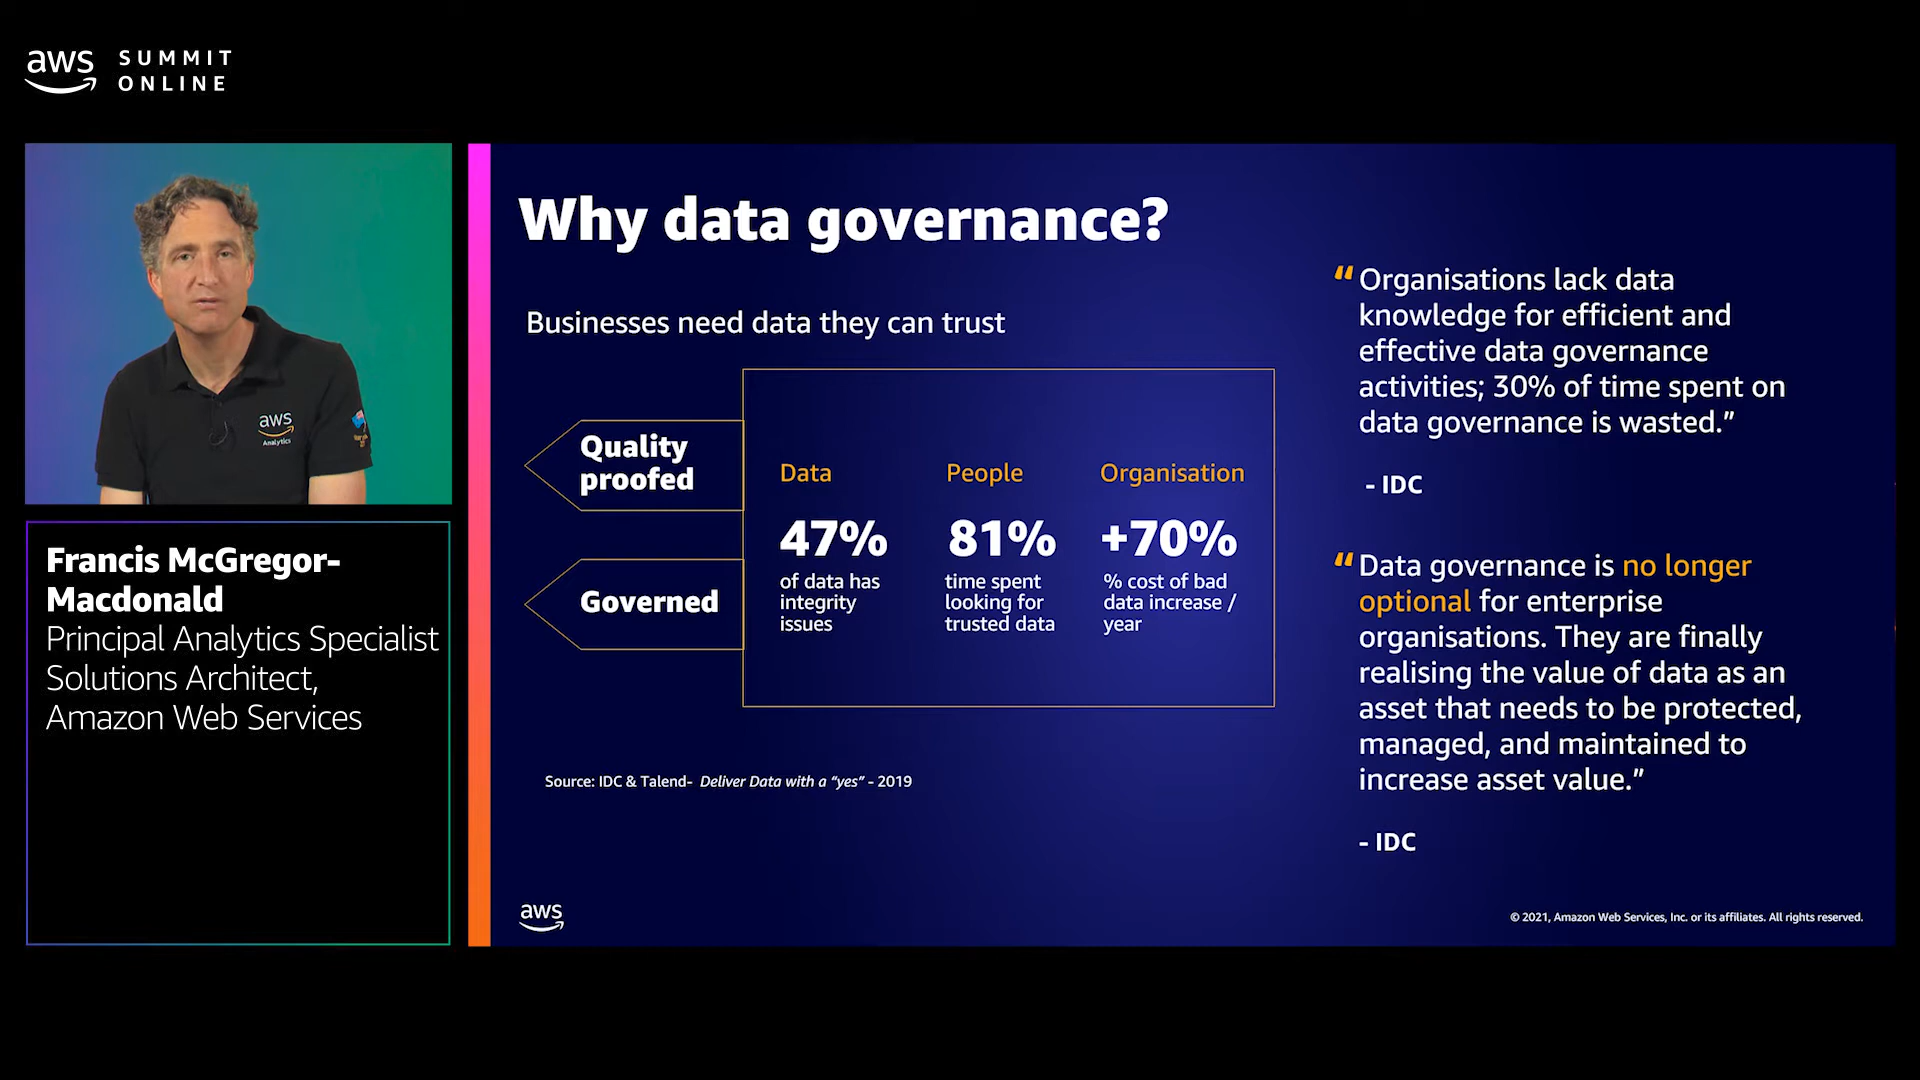 aws SUMMIT
ONLINE
aws
Analytics
Francis McGregor-
Macdonald
Principal Analytics Specialist
Solutions Architect,
Amazon Web Services
Why data governance?
Businesses need data they can trust
Quality
proofed
Governed
Data
47%
of data has
integrity
issues
People
81%
time spent
looking for
trusted data
Organisation
+70%
% cost of bad
data increase /
year
Source: IDC & Talend- Deliver Data with a “yes” - 2019
“Organisations lack data
knowledge for efficient and
effective data governance
activities; 30% of time spent on
data governance is wasted.”
- IDC
“Data governance is no longer
optional for enterprise
organisations. They are finally
realising the value of data as an
asset that needs to be protected,
managed, and maintained to
increase asset value.”
- IDC
aws
© 2021, Amazon Web Services, Inc. or its affiliates. All rights reserved.